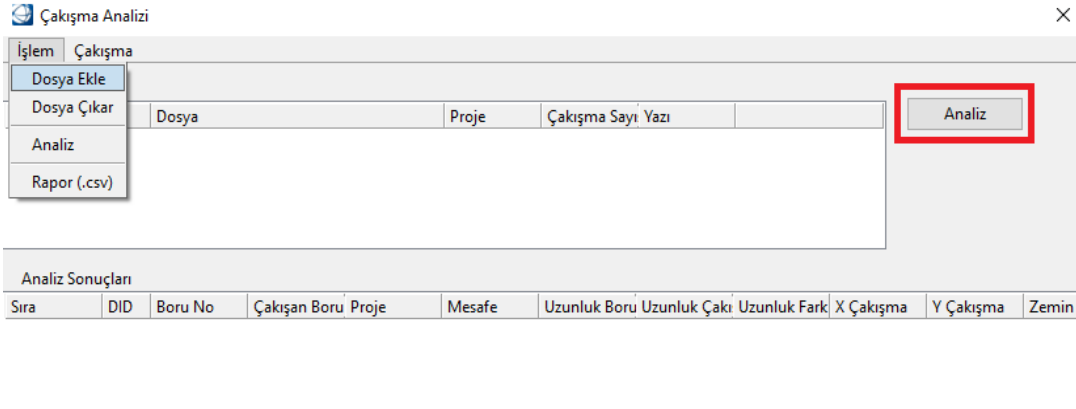 Çakışma Analizi
İşlem Çakışma
Dosya Ekle
Dosya Çıkar
Analiz
Rapor (.csv)
Dosya Proje Çakışma Sayı Yazı
Analiz
Analiz Sonuçları
Sıra DID Boru No Çakışan Boru Proje Mesafe Uzunluk Boru Uzunluk Çakı Uzunluk Fark X Çakışma Y Çakışma Zemin